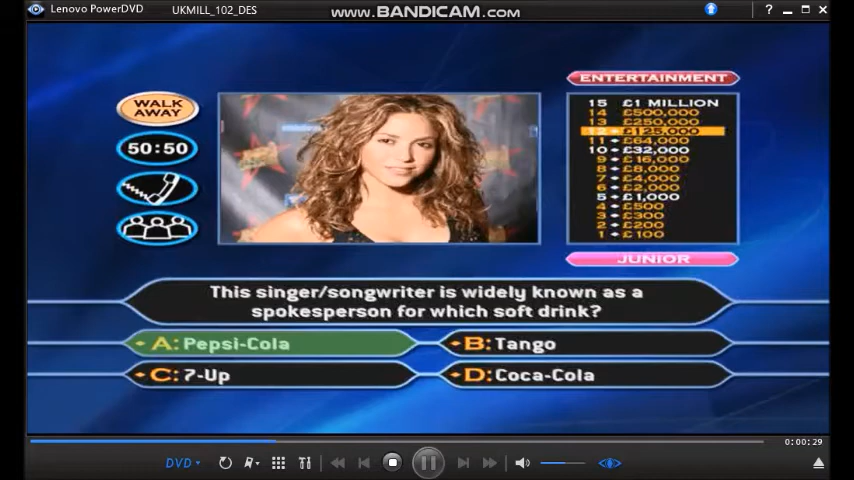 Lenovo PowerDVD
UKMILL_102_DES
www.BANDICAM.com
?
ENTERTAINMENT
WALK
AWAY
50:50
15 £1 MILLION
14 £500,000
13 £250,000
12 £125,000
11 £64,000
10 £32,000
9 £16,000
8 £8,000
7 £4,000
6 £2,000
5 £1,000
4 £500
3 £300
2 £200
1 £100
JUNIOR
This singer/songwriter is widely known as a
spokesperson for which soft drink?
A: Pepsi-Cola
B: Tango
C: 7-Up
D: Coca-Cola
0:00:29
DVD